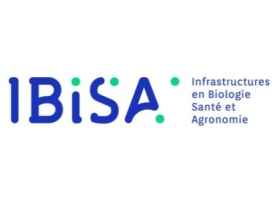 IBiSA
Infrastructures
en Biologie
Santé et
Agronomie